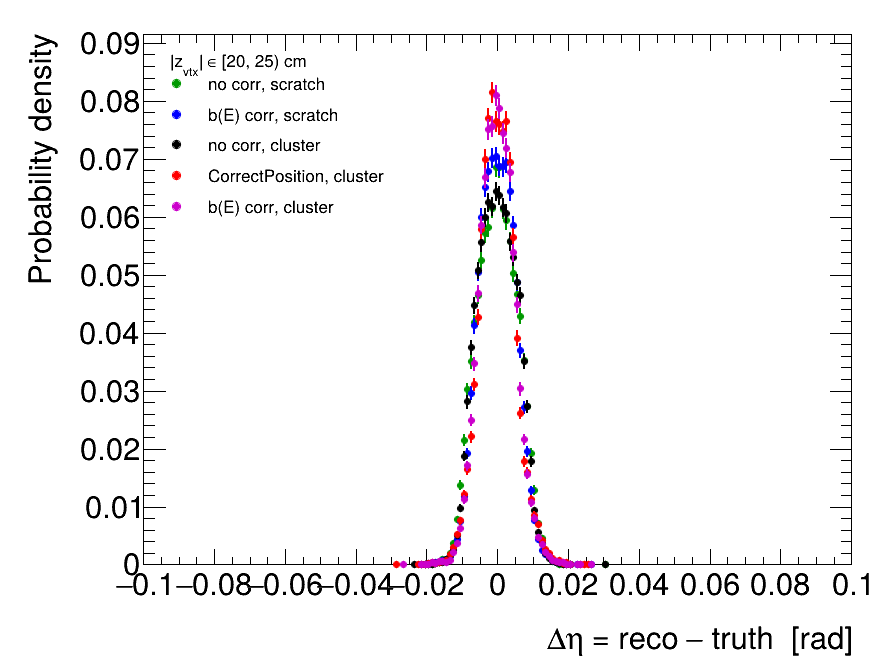 Probability density
|z_vtx| ∈ [20, 25) cm
no corr, scratch
b(E) corr, scratch
no corr, cluster
CorrectPosition, cluster
b(E) corr, cluster
0.09
0.08
0.07
0.06
0.05
0.04
0.03
0.02
0.01
0
−0.1 −0.08 −0.06 −0.04 −0.02 0 0.02 0.04 0.06 0.08 0.1
Δη = reco − truth [rad]